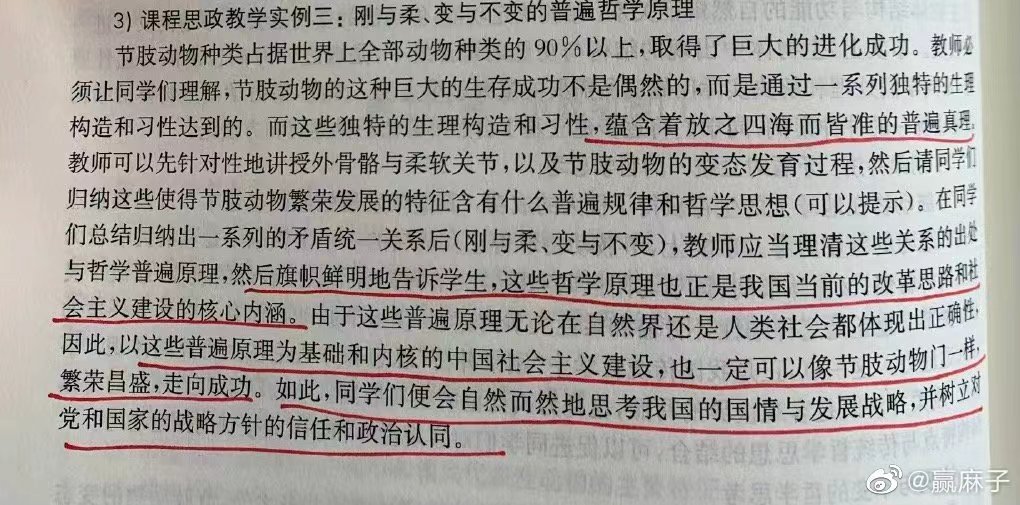 3) 课程思政教学实例三：刚与柔、变与不变的普遍哲学原理
节肢动物种类占据世界上全部动物种类的 90%以上，取得了巨大的进化成功。教师必
须让同学们理解，节肢动物的这种巨大的生存成功不是偶然的，而是通过一系列独特的生理
构造和习性达到的。而这些独特的生理构造和习性，蕴含着放之四海而皆准的普遍真理。
教师可以先针对性地讲授外骨骼与柔软关节，以及节肢动物的变态发育过程，然后请同学们
归纳这些使得节肢动物繁荣发展的特征含有什么普遍规律和哲学思想（可以提示）。在同学
们总结归纳出一系列的矛盾统一关系后（刚与柔、变与不变），教师应当理清这些关系的出处
与哲学普遍原理，然后旗帜鲜明地告诉学生，这些哲学原理也正是我国当前的改革思路和社
会主义建设的核心内涵。由于这些普遍原理无论在自然界还是人类社会都体现出正确性，
因此，以这些普遍原理为基础和内核的中国社会主义建设，也一定可以像节肢动物门一样，
繁荣昌盛，走向成功。如此，同学们便会自然而然地思考我国的国情与发展战略，并树立对
党和国家的战略方针的信任和政治认同。
@赢麻子